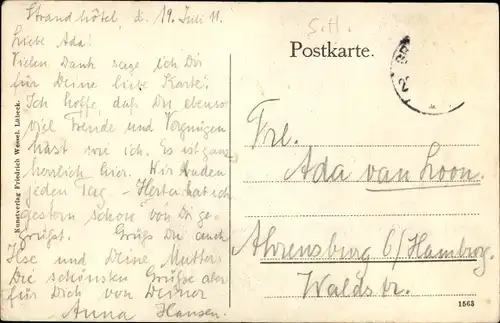 Strandhôtel, d. 19. Juli 11.
Liebe Ada!
Vielen Dank sage ich Dir
für Deine liebe Karte!
Ich hoffe, daß Du ebenso
viel Freude und Vergnügen
hast wie ich. Es ist ganz
herrlich hier. Wir baden
jeden Tag – Herta hat ich
gestern schon von Dir ge-
grüßt. Grüß Du auch
Ilse und Deine Mutter.
Die schönsten Grüße aber
für Dich von Deiner
Anna Hansen.
Kunstverlag Friedrich Wessel, Lübeck.
S.H.
Postkarte.
Frl.
Ada van Loon.
Ahrensburg b/Hamburg.
Waldstr.
1563